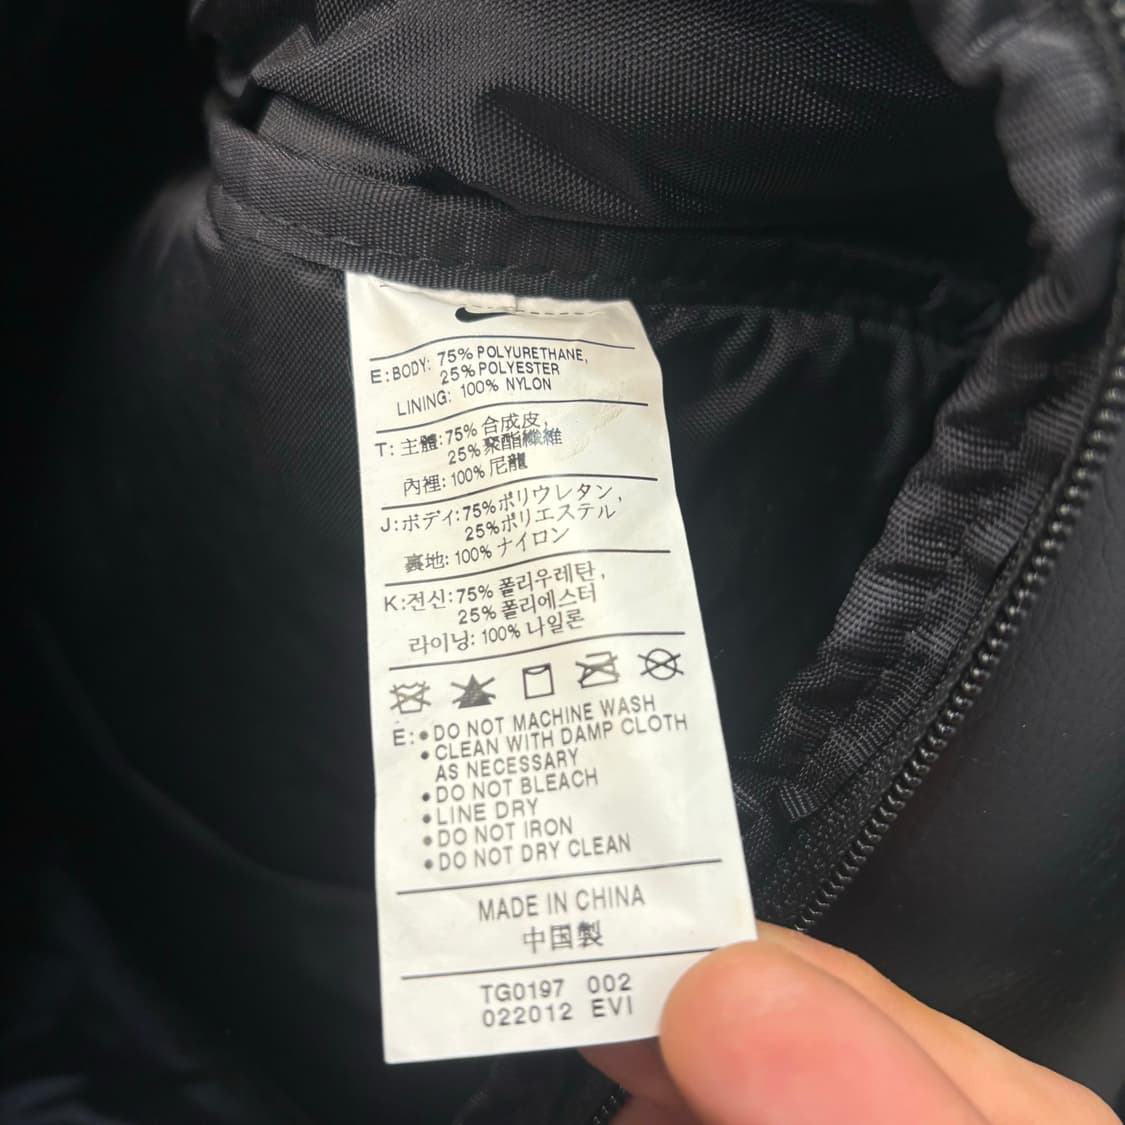 E:BODY: 75% POLYURETHANE,
25% POLYESTER
LINING: 100% NYLON
T: 主體: 75% 合成皮,
25% 聚酯纖維
內裡: 100% 尼龍
J:ボディ: 75% ポリウレタン,
25% ポリエステル
裏地: 100% ナイロン
K:전신: 75% 폴리우레탄,
25% 폴리에스터
라이닝: 100% 나일론
E: •DO NOT MACHINE WASH
•CLEAN WITH DAMP CLOTH
AS NECESSARY
•DO NOT BLEACH
•LINE DRY
•DO NOT IRON
•DO NOT DRY CLEAN
MADE IN CHINA
中国製
TG0197 002
022012 EVI